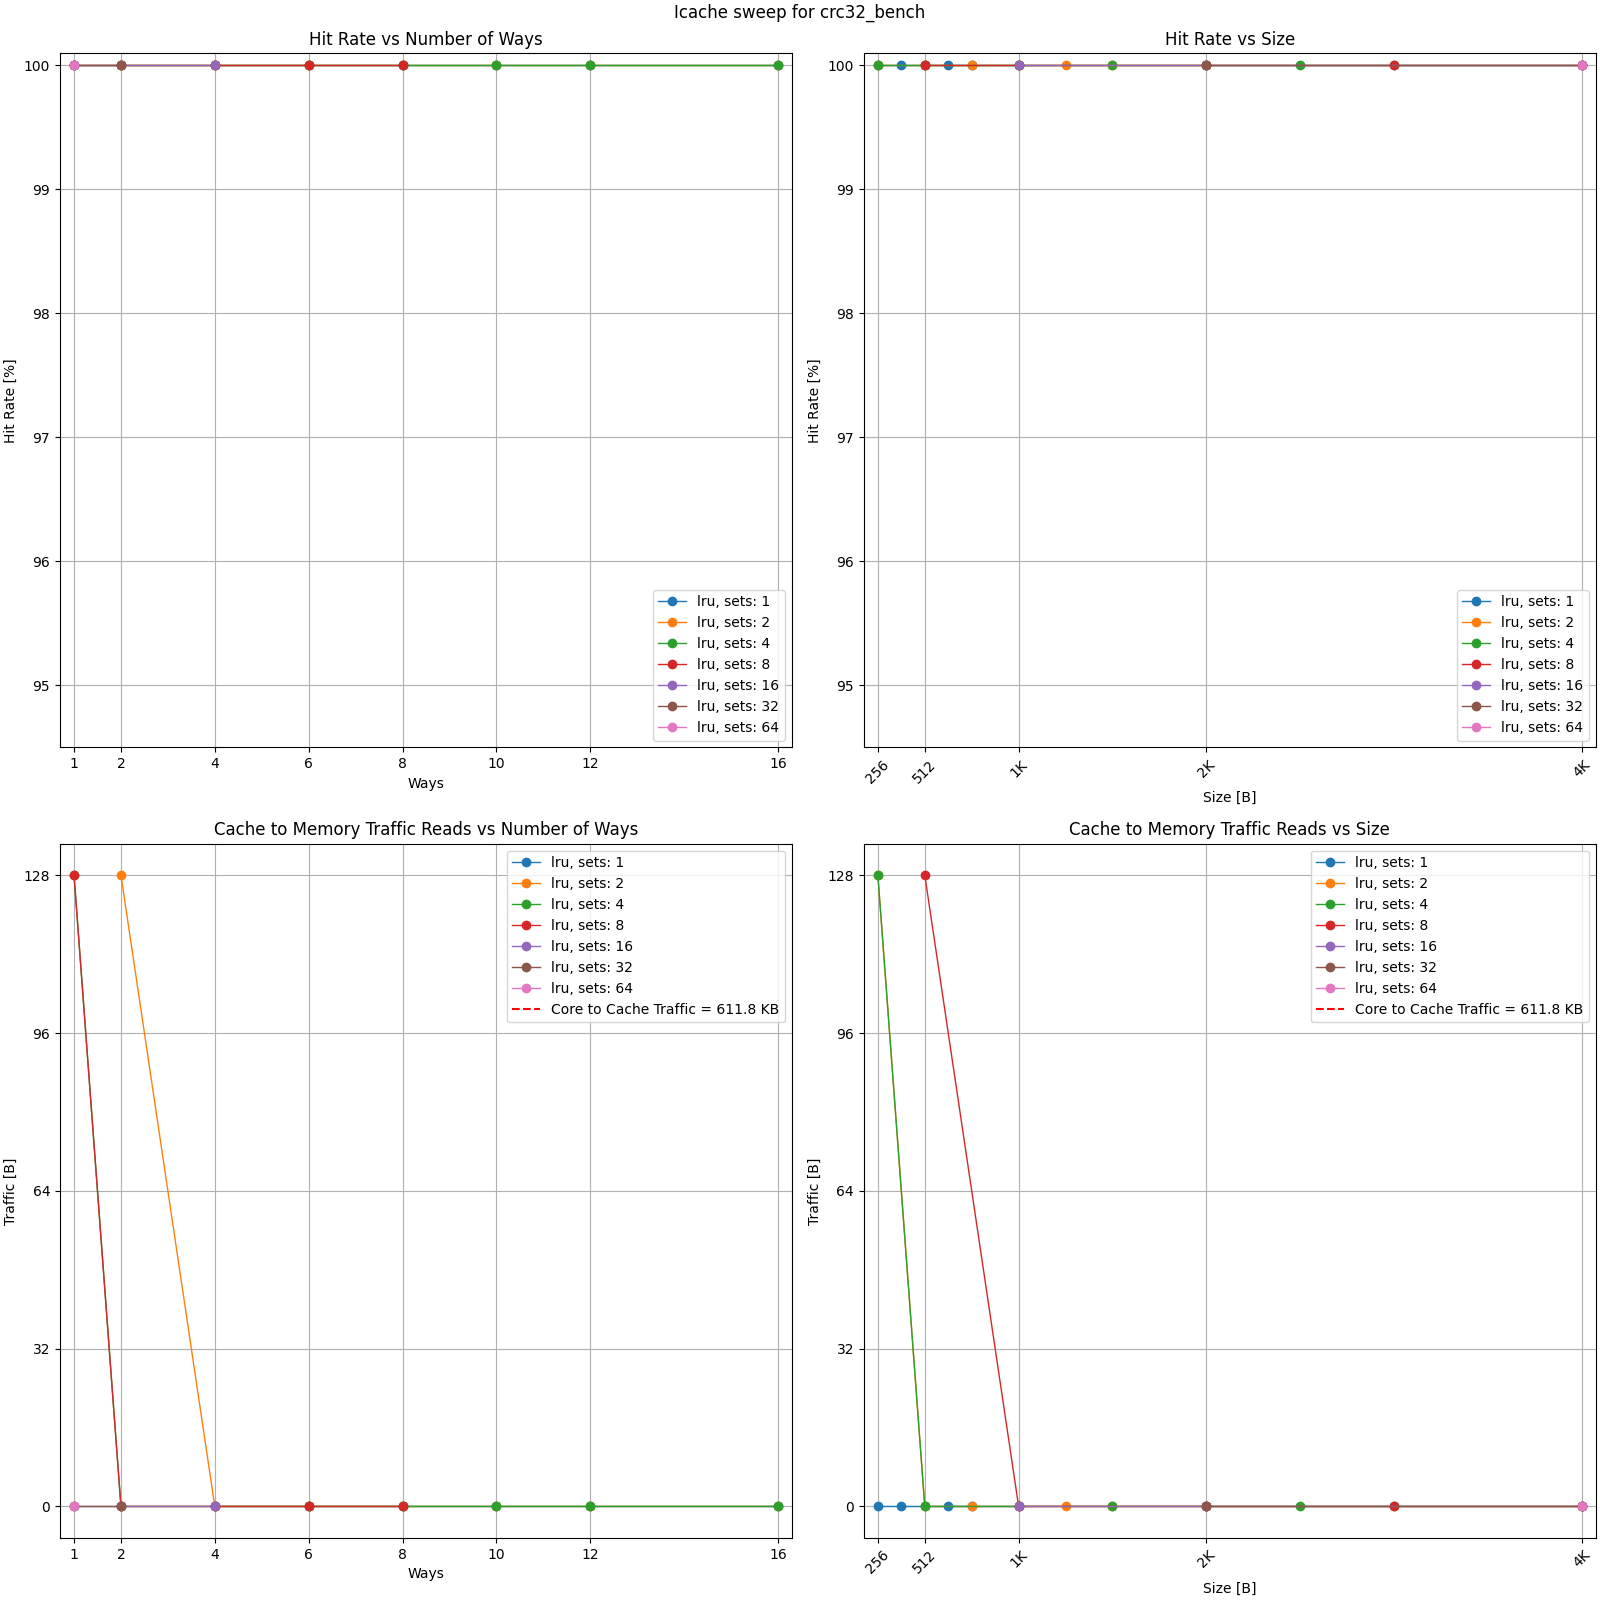 Icache sweep for crc32_bench
Hit Rate vs Number of Ways
100
99
98
97
96
95
Hit Rate [%]
lru, sets: 1
lru, sets: 2
lru, sets: 4
lru, sets: 8
lru, sets: 16
lru, sets: 32
lru, sets: 64
1 2 4 6 8 10 12 16
Ways
Hit Rate vs Size
100
99
98
97
96
95
Hit Rate [%]
lru, sets: 1
lru, sets: 2
lru, sets: 4
lru, sets: 8
lru, sets: 16
lru, sets: 32
lru, sets: 64
256 512 1K 2K 4K
Size [B]
Cache to Memory Traffic Reads vs Number of Ways
128
96
64
32
0
Traffic [B]
lru, sets: 1
lru, sets: 2
lru, sets: 4
lru, sets: 8
lru, sets: 16
lru, sets: 32
lru, sets: 64
Core to Cache Traffic = 611.8 KB
1 2 4 6 8 10 12 16
Ways
Cache to Memory Traffic Reads vs Size
128
96
64
32
0
Traffic [B]
lru, sets: 1
lru, sets: 2
lru, sets: 4
lru, sets: 8
lru, sets: 16
lru, sets: 32
lru, sets: 64
Core to Cache Traffic = 611.8 KB
256 512 1K 2K 4K
Size [B]